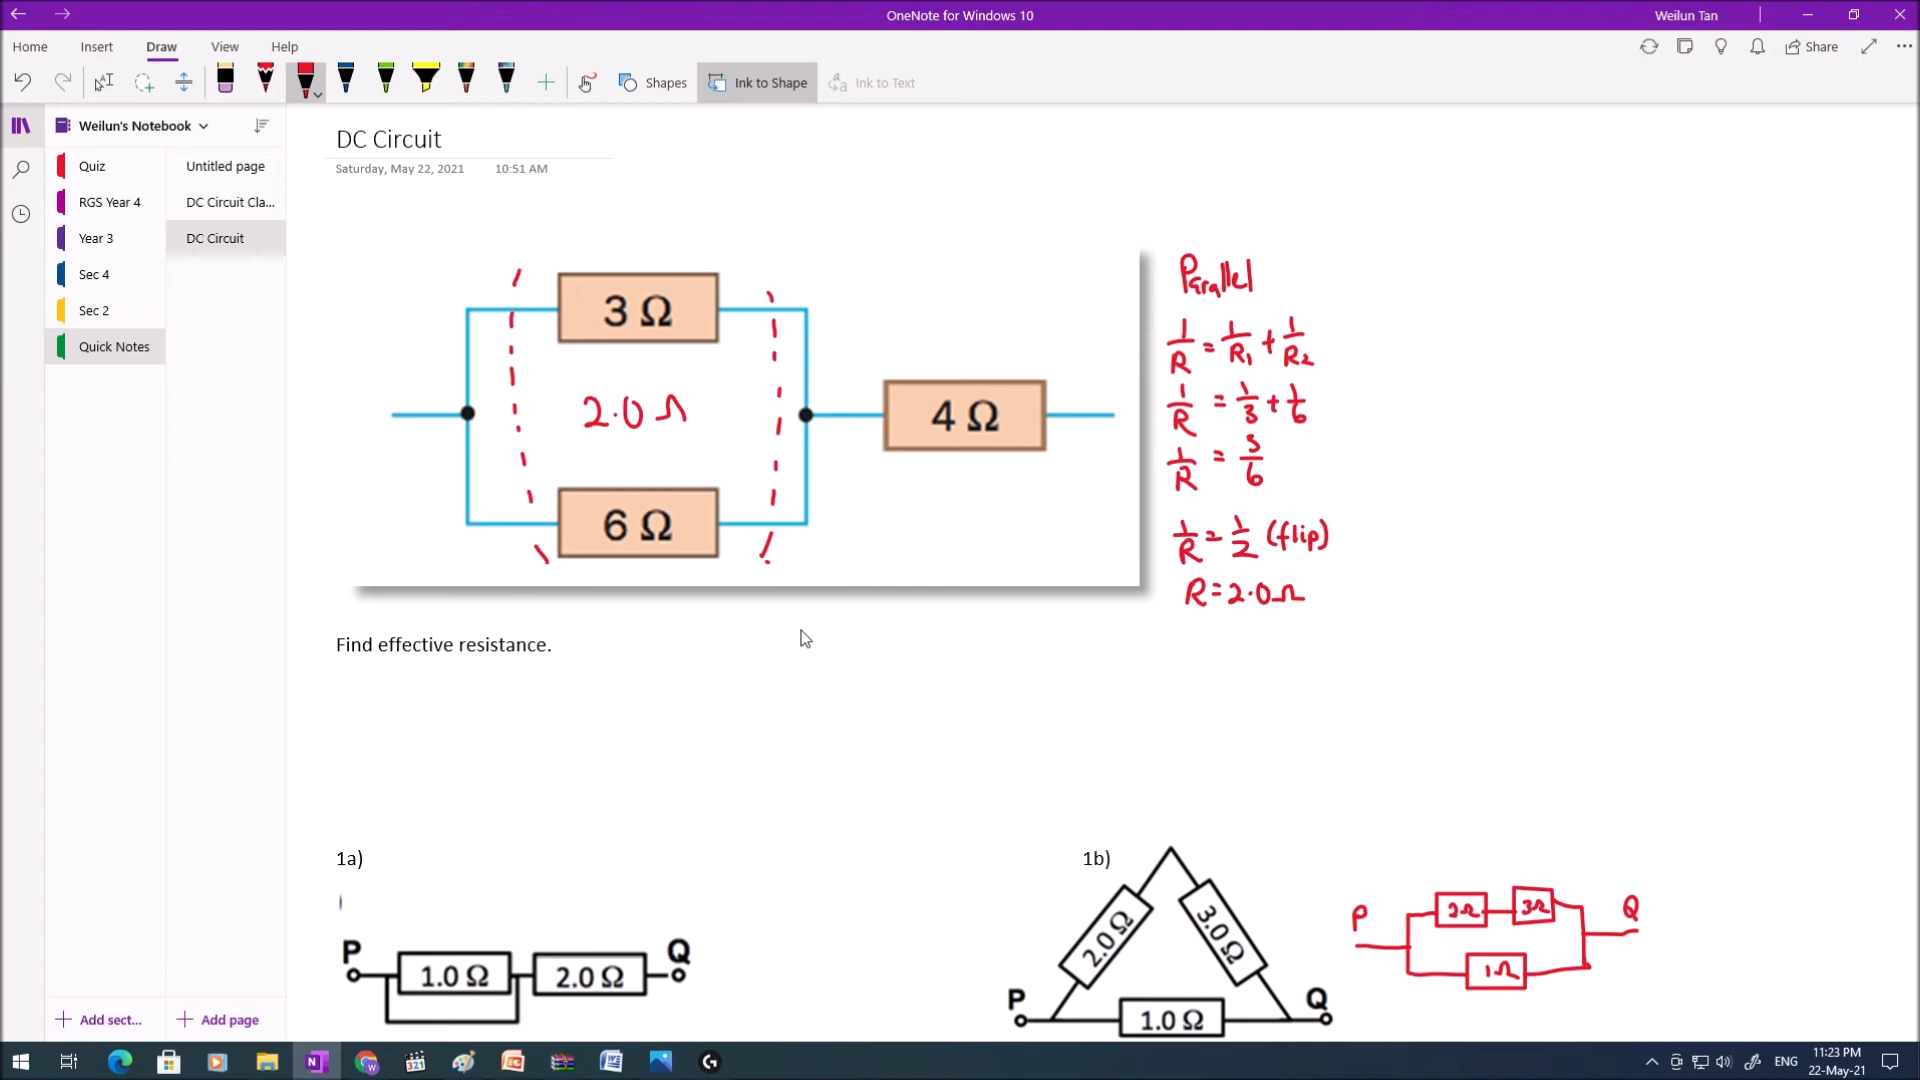 OneNote for Windows 10
Weilun Tan
Home Insert Draw View Help
Share
Shapes Ink to Shape Ink to Text
Weilun's Notebook
Quiz
RGS Year 4
Year 3
Sec 4
Sec 2
Quick Notes
Untitled page
DC Circuit Cla...
DC Circuit
Add sect...
Add page
DC Circuit
Saturday, May 22, 2021 10:51 AM
3 Ω
2.0 Ω
6 Ω
4 Ω
Parallel
1/R = 1/R1 + 1/R2
1/R = 1/3 + 1/6
1/R = 3/6
1/R = 1/2 (flip)
R = 2.0Ω
Find effective resistance.
1a)
P
1.0 Ω
2.0 Ω
Q
1b)
2.0 Ω
3.0 Ω
P
1.0 Ω
Q
P
2Ω
3Ω
Q
1Ω
321
ENG
11:23 PM
22-May-21